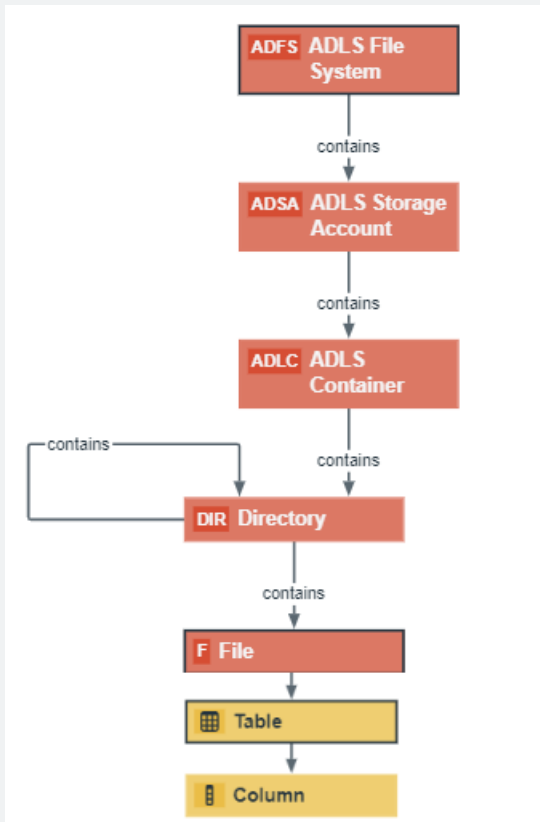 ADFS ADLS File
System
contains
ADSA ADLS Storage
Account
contains
ADLC ADLS
Container
contains
contains
DIR Directory
contains
F File
Table
Column